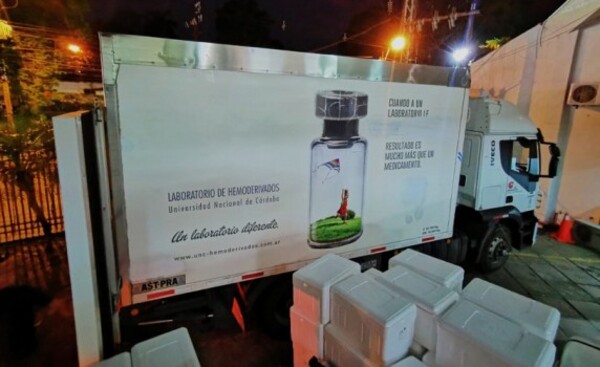 CUANDO A UN
LABORATORIO LE
RESULTADO ES
MUCHO MÁS QUE UN
MEDICAMENTO.
LABORATORIO DE HEMODERIVADOS
Universidad Nacional de Córdoba
Un laboratorio diferente.
www.unc-hemoderivados.com.ar
A5T PRA
IVECO